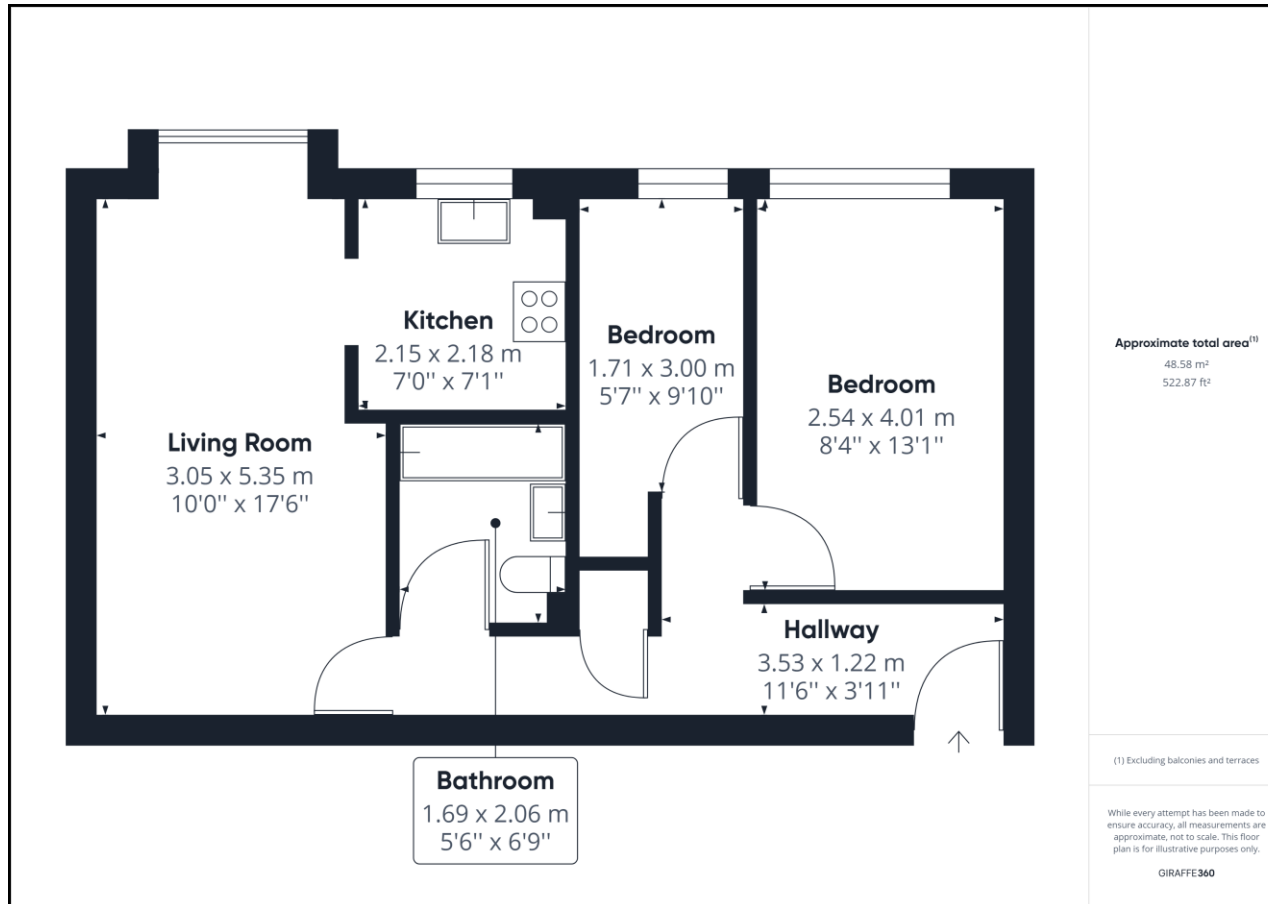 Kitchen
2.15 x 2.18 m
7'0'' x 7'1''
Bedroom
1.71 x 3.00 m
5'7'' x 9'10''
Bedroom
2.54 x 4.01 m
8'4'' x 13'1''
Living Room
3.05 x 5.35 m
10'0'' x 17'6''
Hallway
3.53 x 1.22 m
11'6'' x 3'11''
Bathroom
1.69 x 2.06 m
5'6'' x 6'9''
Approximate total area(1)
48.58 m²
522.87 ft²
(1) Excluding balconies and terraces
While every attempt has been made to
ensure accuracy, all measurements are
approximate, not to scale. This floor
plan is for illustrative purposes only.
GIRAFFE360